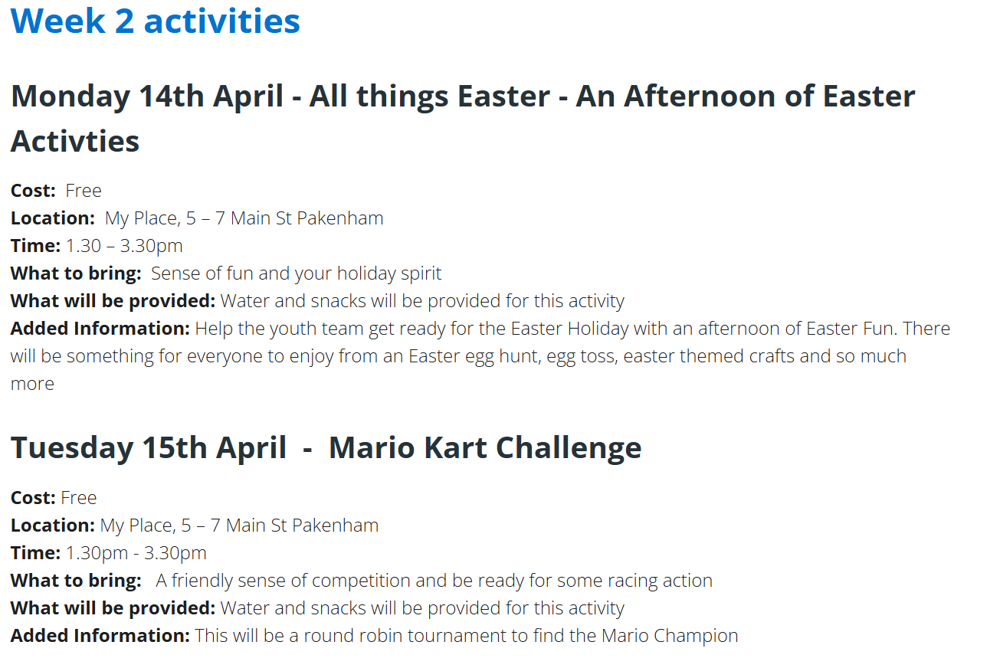 Week 2 activities
Monday 14th April - All things Easter - An Afternoon of Easter
Activties
Cost:  Free
Location:  My Place, 5 – 7 Main St Pakenham
Time: 1.30 – 3.30pm
What to bring:  Sense of fun and your holiday spirit
What will be provided: Water and snacks will be provided for this activity
Added Information: Help the youth team get ready for the Easter Holiday with an afternoon of Easter Fun. There
will be something for everyone to enjoy from an Easter egg hunt, egg toss, easter themed crafts and so much
more
Tuesday 15th April  -  Mario Kart Challenge
Cost: Free
Location: My Place, 5 – 7 Main St Pakenham
Time: 1.30pm - 3.30pm
What to bring:   A friendly sense of competition and be ready for some racing action
What will be provided: Water and snacks will be provided for this activity
Added Information: This will be a round robin tournament to find the Mario Champion